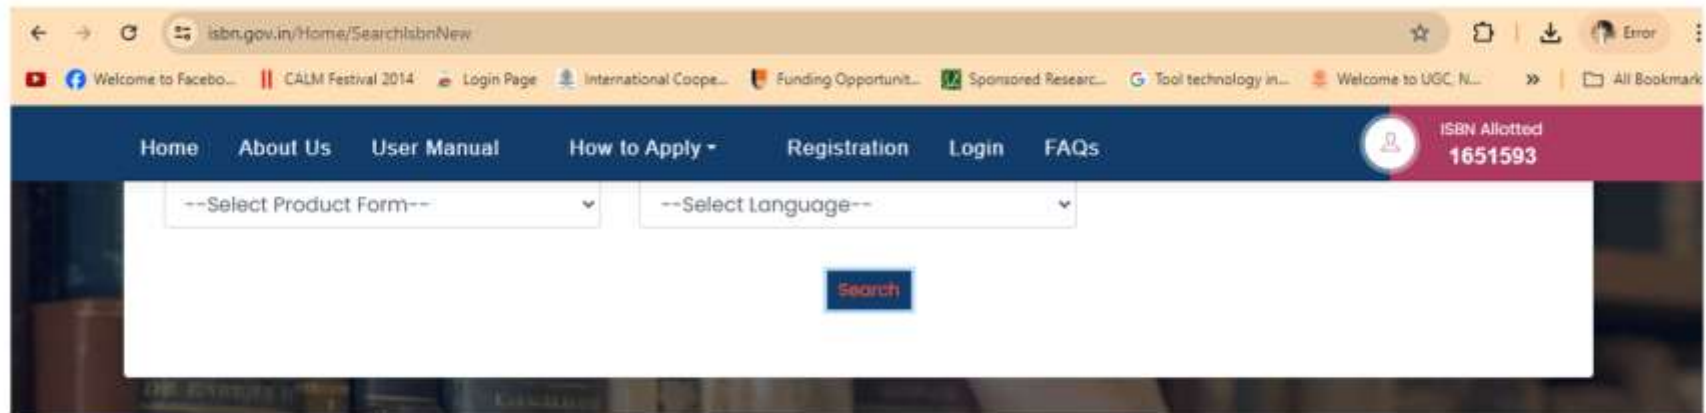 isbn.gov.in/Home/SearchIsbnNew
Error
Welcome to Facebo...
CALM Festival 2014
Login Page
International Coope...
Funding Opportunit...
Sponsored Researc...
Tool technology in...
Welcome to UGC, N...
All Bookmark
Home
About Us
User Manual
How to Apply
Registration
Login
FAQs
ISBN Allotted
1651593
--Select Product Form--
--Select Language--
Search